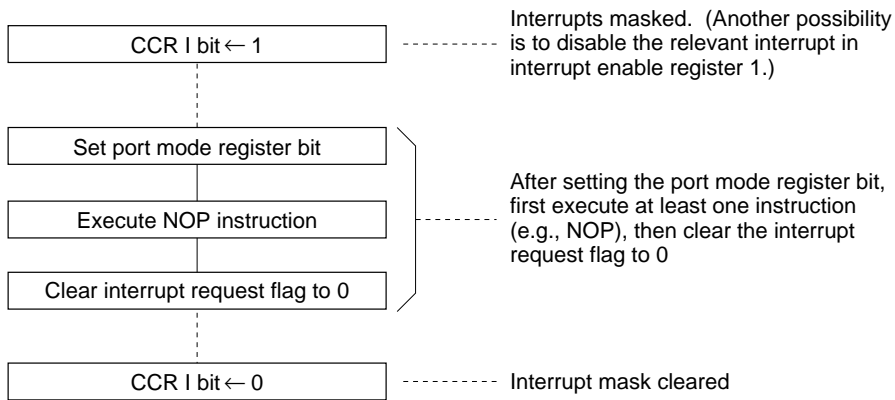 CCR I bit ← 1
Interrupts masked. (Another possibility
is to disable the relevant interrupt in
interrupt enable register 1.)
Set port mode register bit
Execute NOP instruction
Clear interrupt request flag to 0
After setting the port mode register bit,
first execute at least one instruction
(e.g., NOP), then clear the interrupt
request flag to 0
CCR I bit ← 0
Interrupt mask cleared